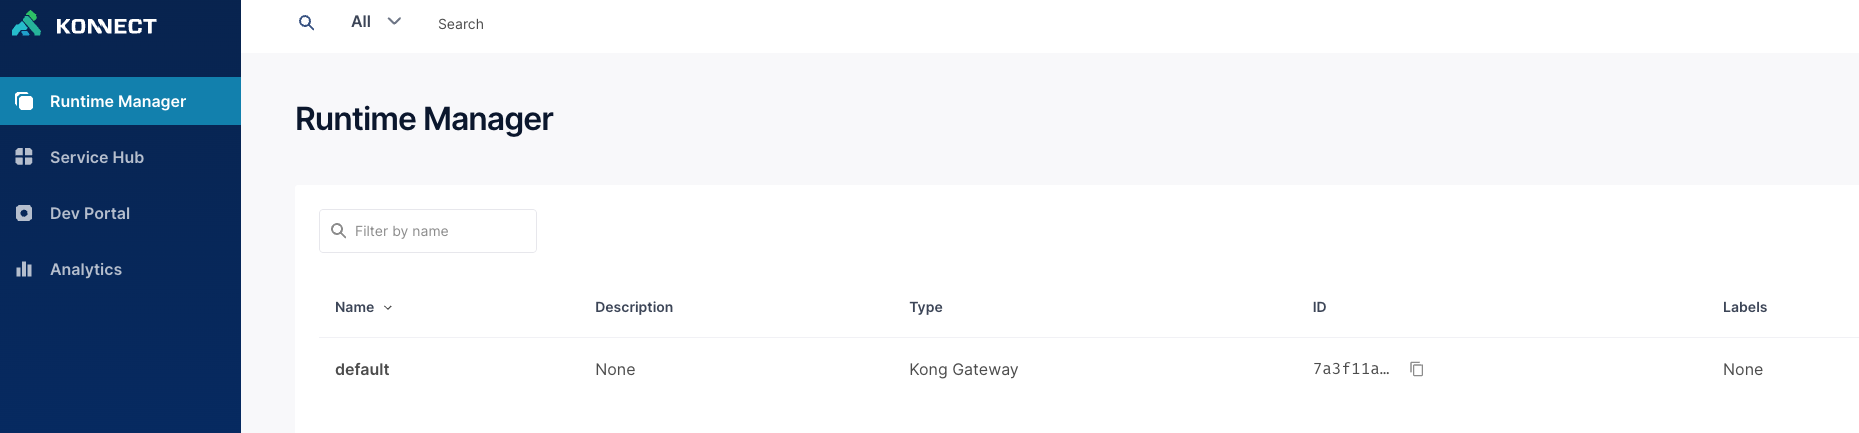 KONNECT
All
Search
Runtime Manager
Service Hub
Dev Portal
Analytics
Runtime Manager
Filter by name
Name Description Type ID Labels
default None Kong Gateway 7a3f11a… None